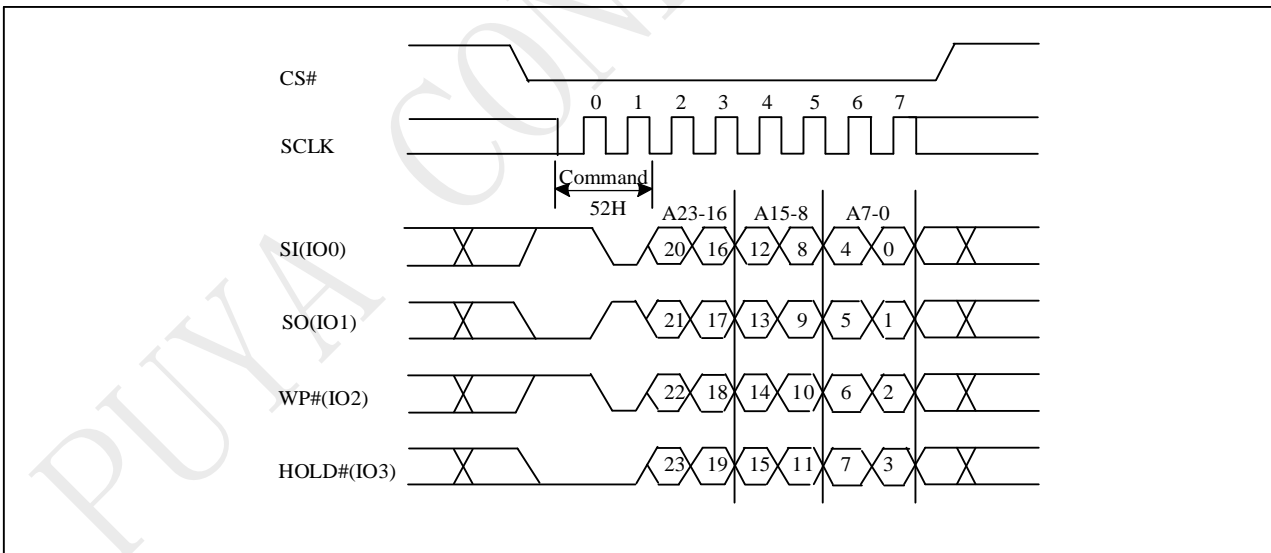 PUYA CON
CS#
0 1 2 3 4 5 6 7
SCLK
Command
52H
A23-16 A15-8 A7-0
SI(IO0) 20 16 12 8 4 0
SO(IO1) 21 17 13 9 5 1
WP#(IO2) 22 18 14 10 6 2
HOLD#(IO3) 23 19 15 11 7 3